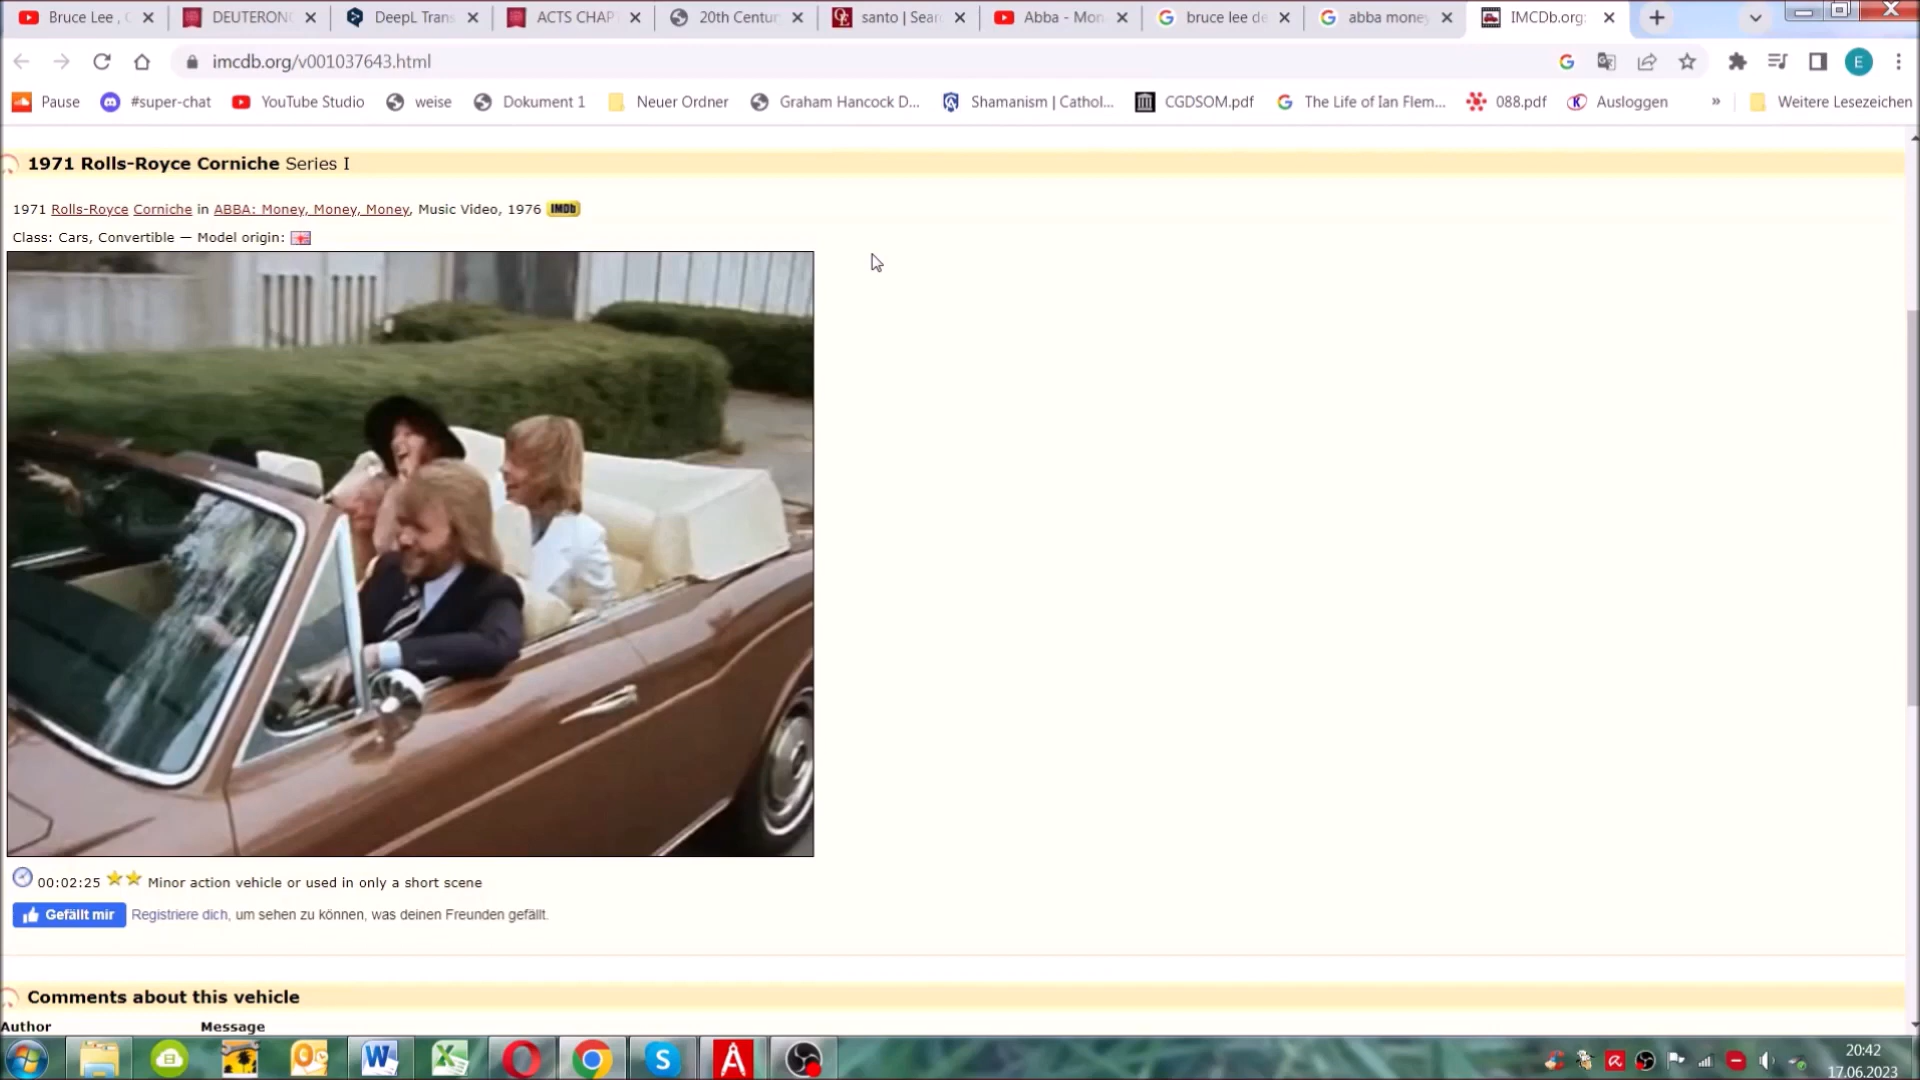 Bruce Lee , C
DEUTERONO
DeepL Trans
ACTS CHAP
20th Centur
santo | Sear
Abba - Mon
bruce lee de
abba money
IMCDb.org:
imcdb.org/v001037643.html
E
Pause
#super-chat
YouTube Studio
weise
Dokument 1
Neuer Ordner
Graham Hancock D...
Shamanism | Cathol...
CGDSOM.pdf
The Life of Ian Flem...
088.pdf
Ausloggen
»
Weitere Lesezeichen
1971 Rolls-Royce Corniche Series I
1971 Rolls-Royce Corniche in ABBA: Money, Money, Money, Music Video, 1976 IMDb
Class: Cars, Convertible — Model origin:
00:02:25 Minor action vehicle or used in only a short scene
Gefällt mir Registriere dich, um sehen zu können, was deinen Freunden gefällt.
Comments about this vehicle
Author Message
20:42
17.06.2023